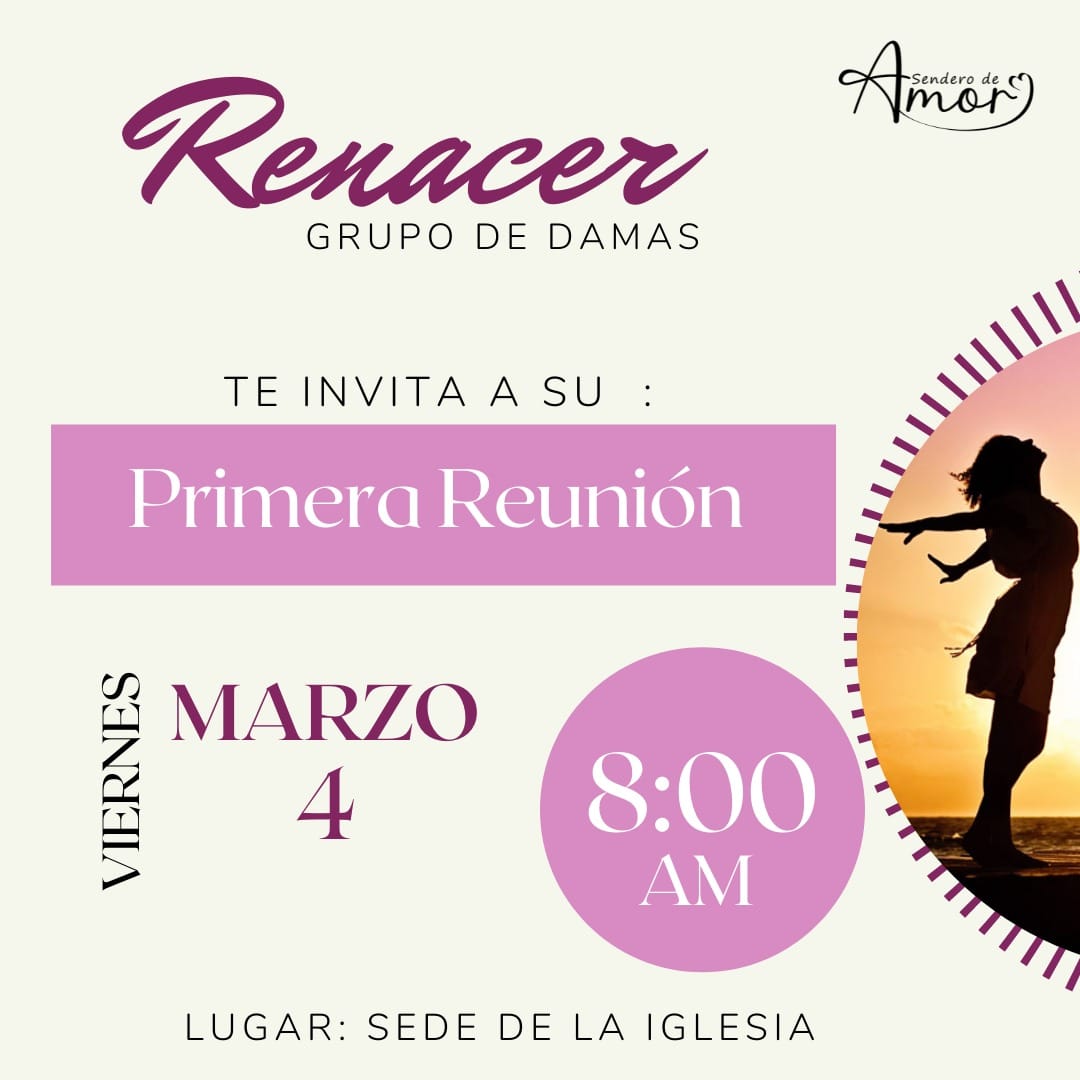 Sendero de
Amor
Renacer
GRUPO DE DAMAS
TE INVITA A SU :
Primera Reunión
VIERNES
MARZO
4
8:00
AM
LUGAR: SEDE DE LA IGLESIA